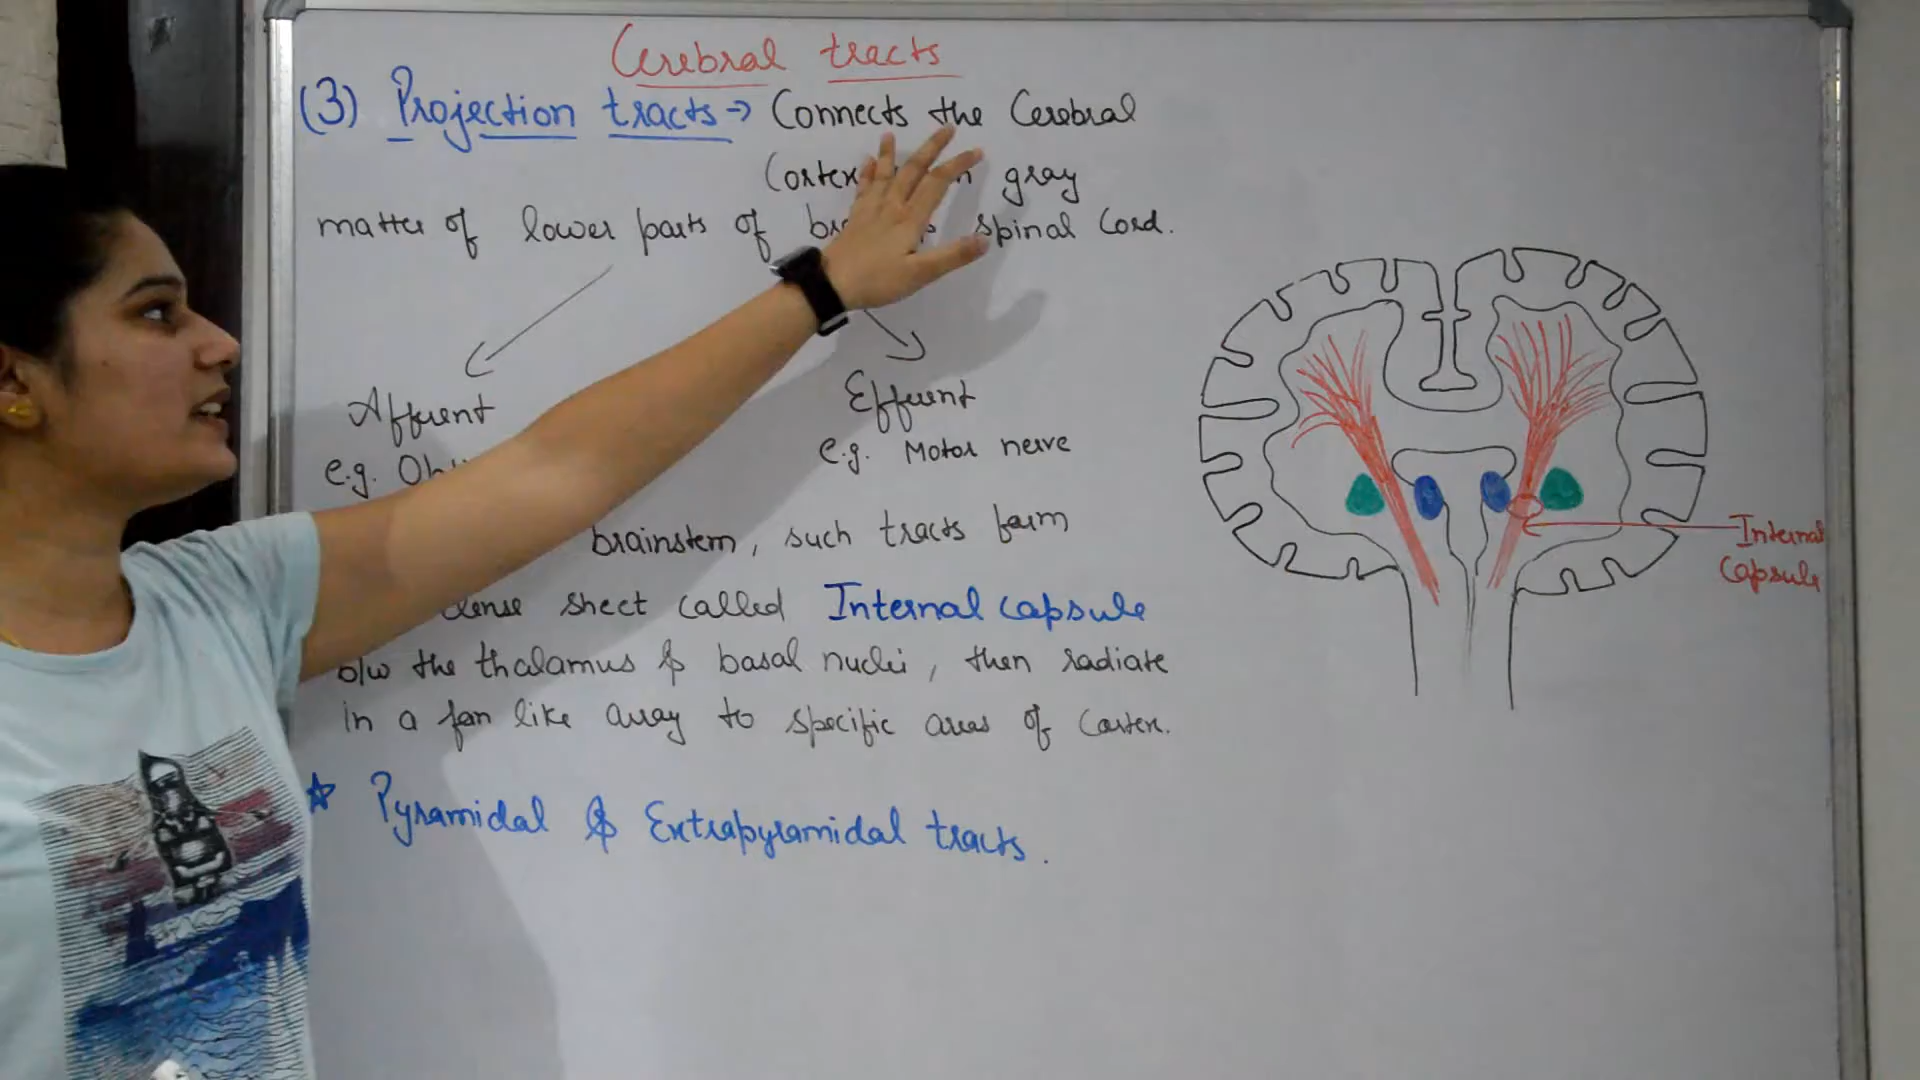 Cerebral tracts
(3) Projection tracts → Connects the Cerebral
Cortex gray
matter of lower parts of spinal Cord.
Afferent
Efferent
e.g.
e.g. Motor nerve
brainstem, such tracts form
dense sheet called Internal capsule
b/w the thalamus & basal nuclei, then radiate
in a fan like array to specific areas of Cortex.
☆ Pyramidal & Extrapyramidal tracts.
Internal
Capsule